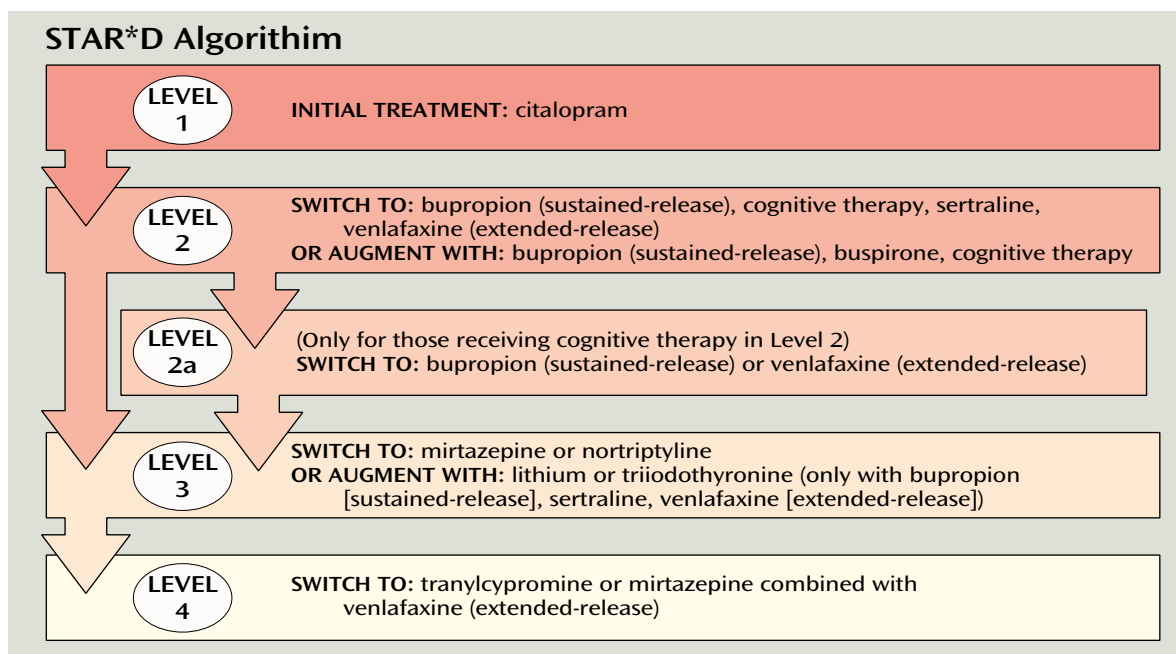 STAR*D Algorithim
LEVEL
1
INITIAL TREATMENT: citalopram
LEVEL
2
SWITCH TO: bupropion (sustained-release), cognitive therapy, sertraline,
venlafaxine (extended-release)
OR AUGMENT WITH: bupropion (sustained-release), buspirone, cognitive therapy
LEVEL
2a
(Only for those receiving cognitive therapy in Level 2)
SWITCH TO: bupropion (sustained-release) or venlafaxine (extended-release)
LEVEL
3
SWITCH TO: mirtazepine or nortriptyline
OR AUGMENT WITH: lithium or triiodothyronine (only with bupropion
[sustained-release], sertraline, venlafaxine [extended-release])
LEVEL
4
SWITCH TO: tranylcypromine or mirtazepine combined with
venlafaxine (extended-release)